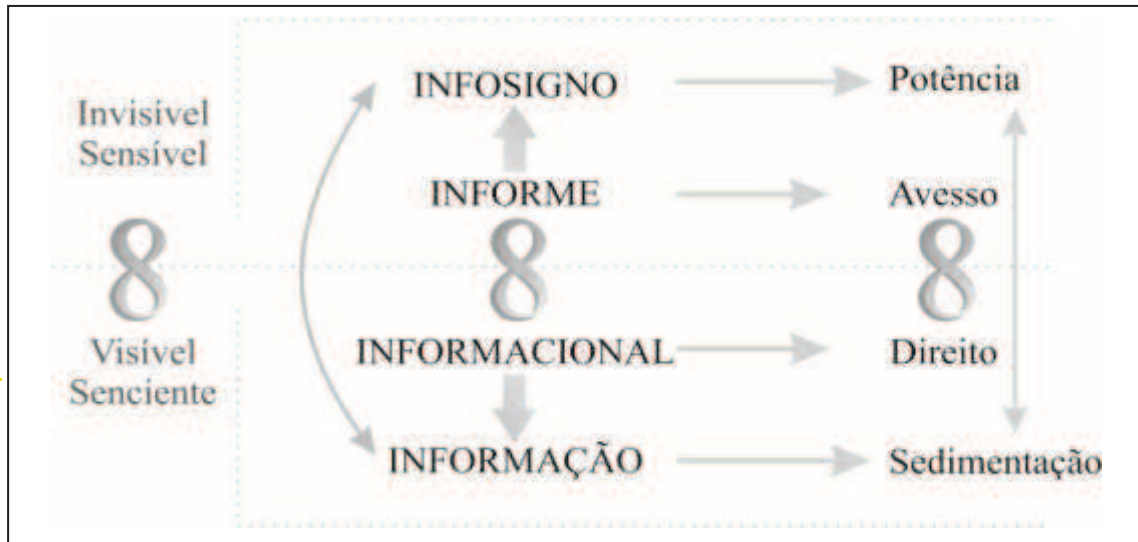 INFOSIGNO Potência
Invisível
Sensível
INFORME Avesso
8 8 8
Visível
Senciente
INFORMACIONAL Direito
INFORMAÇÃO Sedimentação